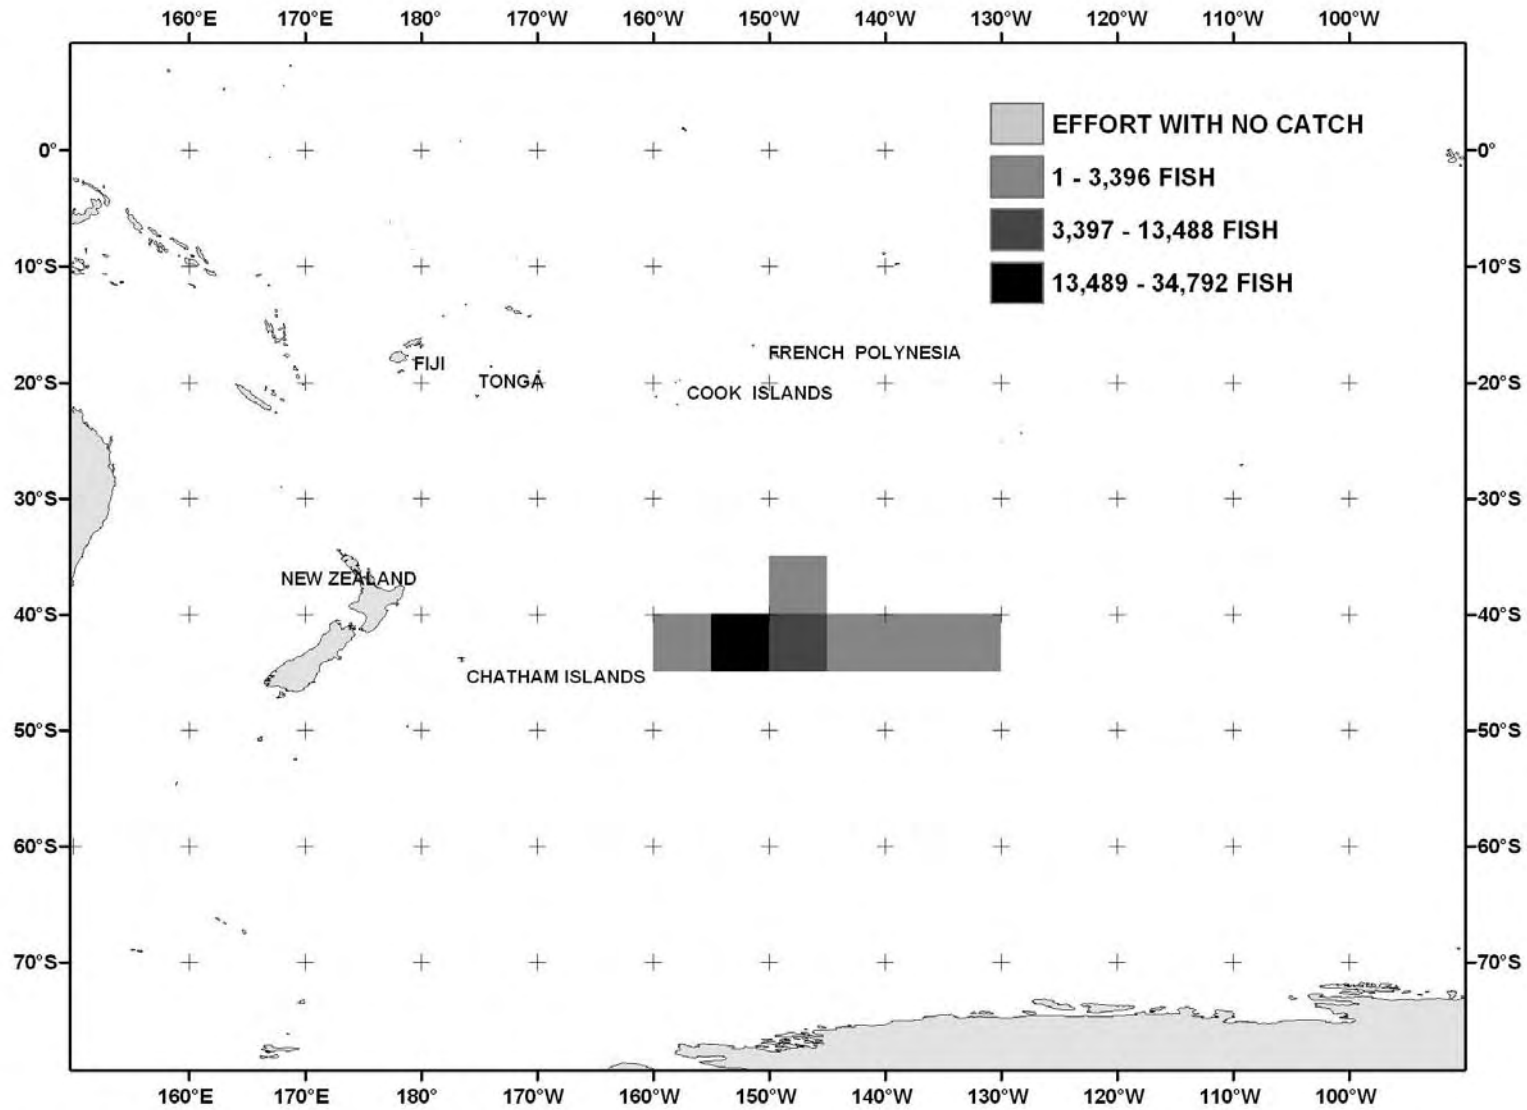 160°E 170°E 180° 170°W 160°W 150°W 140°W 130°W 120°W 110°W 100°W
EFFORT WITH NO CATCH
0° 0°
1 - 3,396 FISH
3,397 - 13,488 FISH
10°S 10°S
13,489 - 34,792 FISH
FRENCH POLYNESIA
FIJI
TONGA
20°S 20°S
COOK ISLANDS
30°S 30°S
NEW ZEALAND
40°S 40°S
CHATHAM ISLANDS
50°S 50°S
60°S 60°S
70°S 70°S
160°E 170°E 180° 170°W 160°W 150°W 140°W 130°W 120°W 110°W 100°W